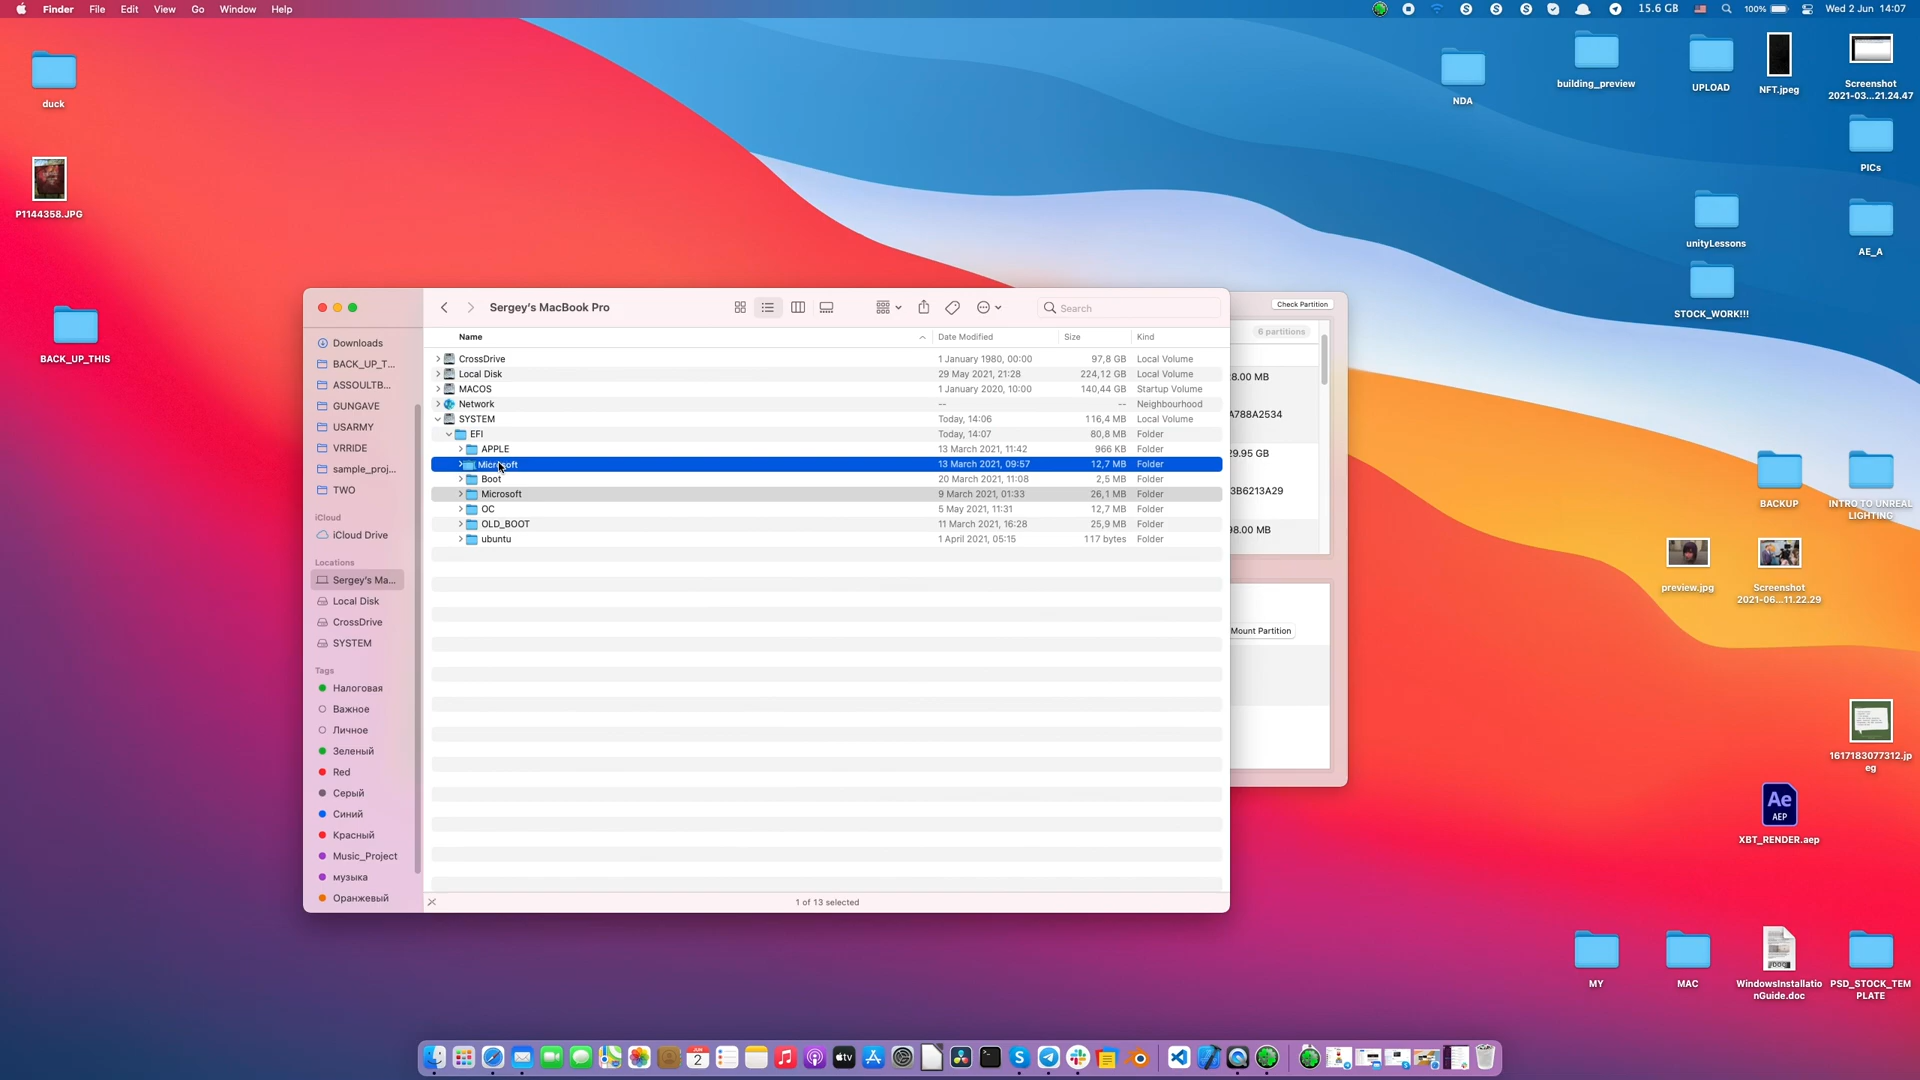 Finder File Edit View Go Window Help
15.6 GB 100% Wed 2 Jun 14:07
duck
P1144358.JPG
BACK_UP_THIS
NDA
building_preview
UPLOAD
NFT.jpeg
Screenshot
2021-03...21.24.47
PICs
unityLessons
AE_A
STOCK_WORK!!!
BACKUP
INTRO TO UNREAL
LIGHTING
preview.jpg
Screenshot
2021-06...11.22.29
1617183077312.jp
eg
Ae
AEP
XBT_RENDER.aep
MY
MAC
WindowsInstallatio
nGuide.doc
PSD_STOCK_TEM
PLATE
Sergey's MacBook Pro
Search
Downloads
BACK_UP_T...
ASSOULTB...
GUNGAVE
USARMY
VRRIDE
sample_proj...
TWO
iCloud
iCloud Drive
Locations
Sergey's Ma...
Local Disk
CrossDrive
SYSTEM
Tags
Налоговая
Важное
Личное
Зеленый
Red
Серый
Синий
Красный
Music_Project
музыка
Оранжевый
Name Date Modified Size Kind
CrossDrive 1 January 1980, 00:00 97,8 GB Local Volume
Local Disk 29 May 2021, 21:28 224,12 GB Local Volume
MACOS 1 January 2020, 10:00 140,44 GB Startup Volume
Network -- -- Neighbourhood
SYSTEM Today, 14:06 116,4 MB Local Volume
EFI Today, 14:07 80,8 MB Folder
APPLE 13 March 2021, 11:42 966 KB Folder
Microsoft 13 March 2021, 09:57 12,7 MB Folder
Boot 20 March 2021, 11:08 2,5 MB Folder
Microsoft 9 March 2021, 01:33 26,1 MB Folder
OC 5 May 2021, 11:31 12,7 MB Folder
OLD_BOOT 11 March 2021, 16:28 25,9 MB Folder
ubuntu 1 April 2021, 05:15 117 bytes Folder
1 of 13 selected
Check Partition
6 partitions
8.00 MB
A788A2534
29.95 GB
3B6213A29
98.00 MB
Mount Partition
JUN
2
tv